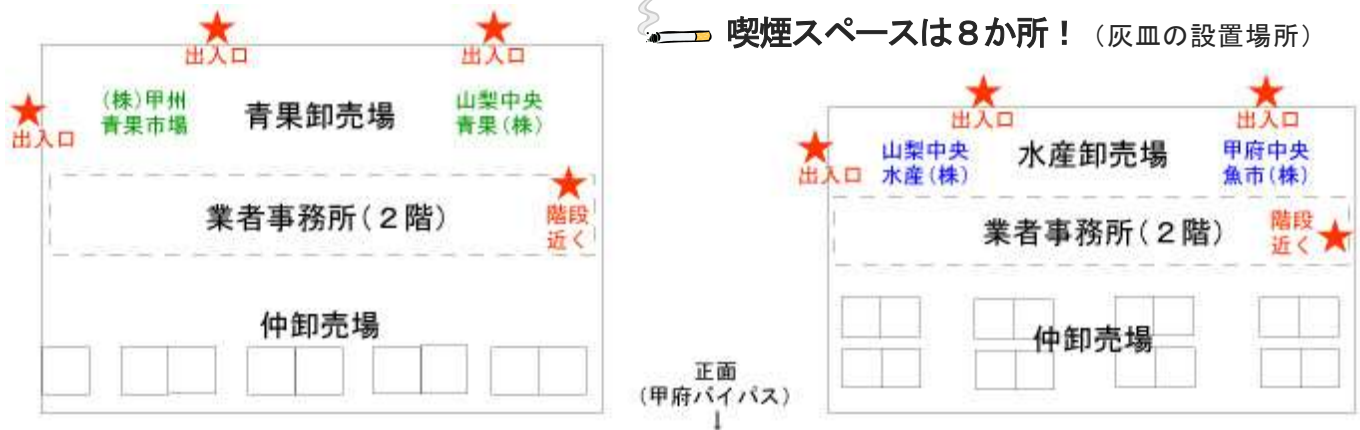 喫煙スペースは8か所！（灰皿の設置場所）
出入口
出入口
出入口
(株)甲州
青果市場
青果卸売場
山梨中央
青果(株)
業者事務所(２階)
階段
近く
仲卸売場
出入口
出入口
出入口
山梨中央
水産(株)
水産卸売場
甲府中央
魚市(株)
業者事務所(２階)
階段
近く
仲卸売場
正面
(甲府バイパス)
↓